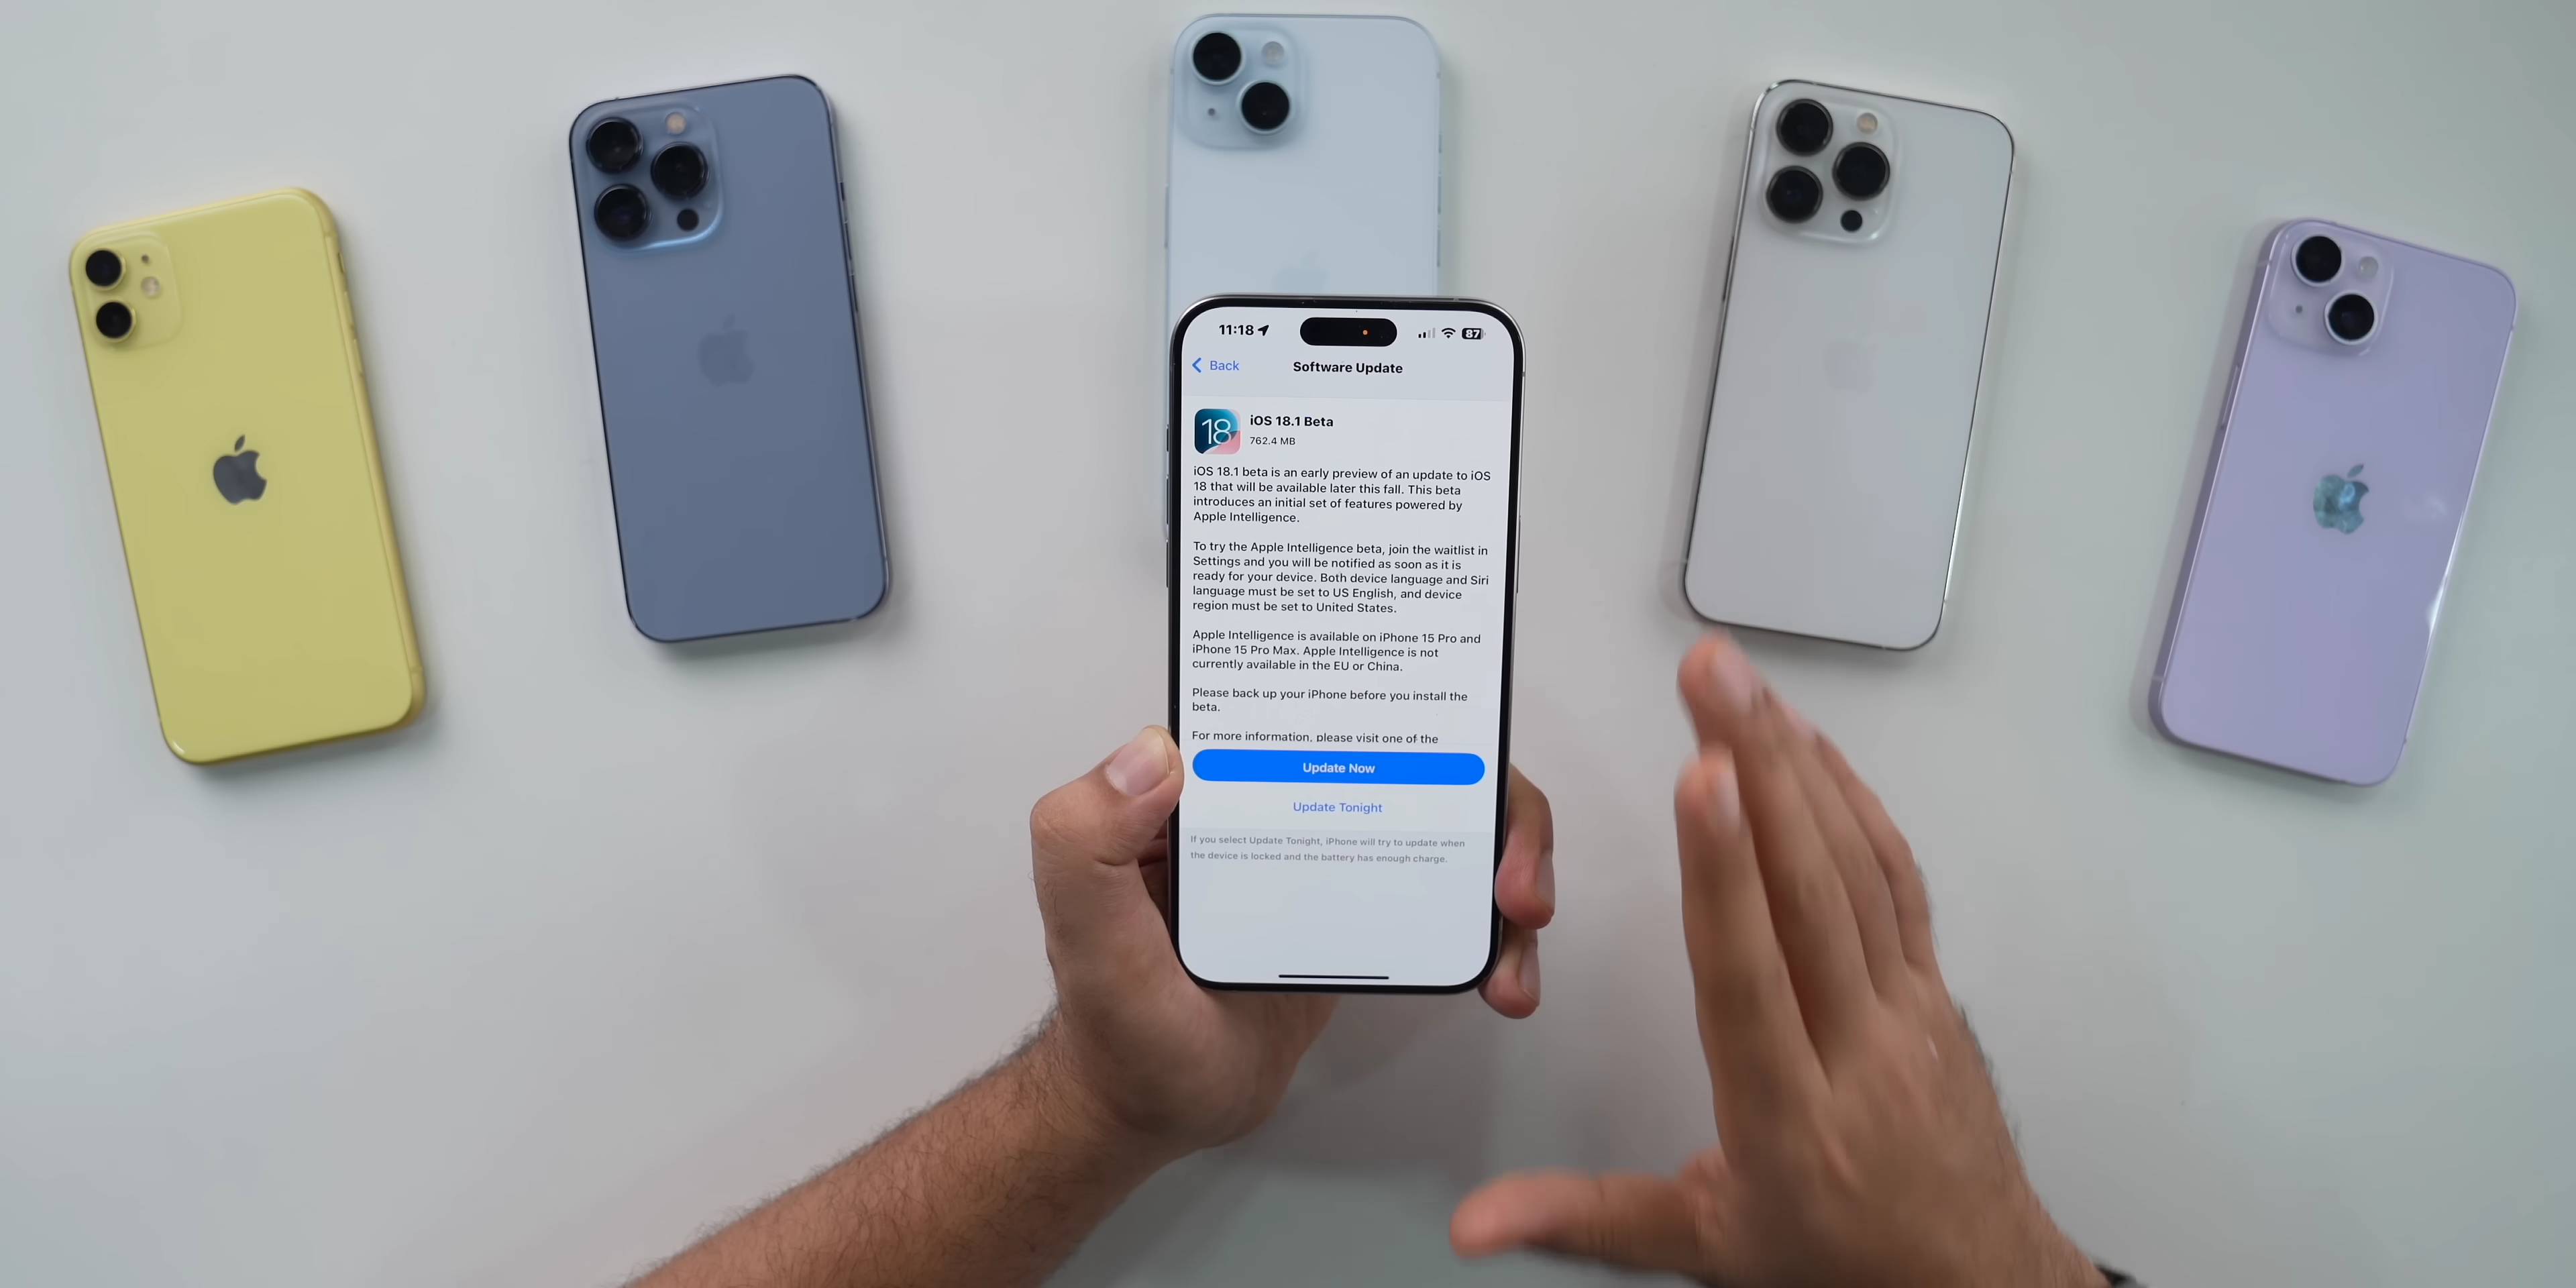 11:18
87
Back
Software Update
18
iOS 18.1 Beta
762.4 MB
iOS 18.1 beta is an early preview of an update to iOS
18 that will be available later this fall. This beta
introduces an initial set of features powered by
Apple Intelligence.
To try the Apple Intelligence beta, join the waitlist in
Settings and you will be notified as soon as it is
ready for your device. Both device language and Siri
language must be set to US English, and device
region must be set to United States.
Apple Intelligence is available on iPhone 15 Pro and
iPhone 15 Pro Max. Apple Intelligence is not
currently available in the EU or China.
Please back up your iPhone before you install the
beta.
For more information, please visit one of the
Update Now
Update Tonight
If you select Update Tonight, iPhone will try to update when
the device is locked and the battery has enough charge.